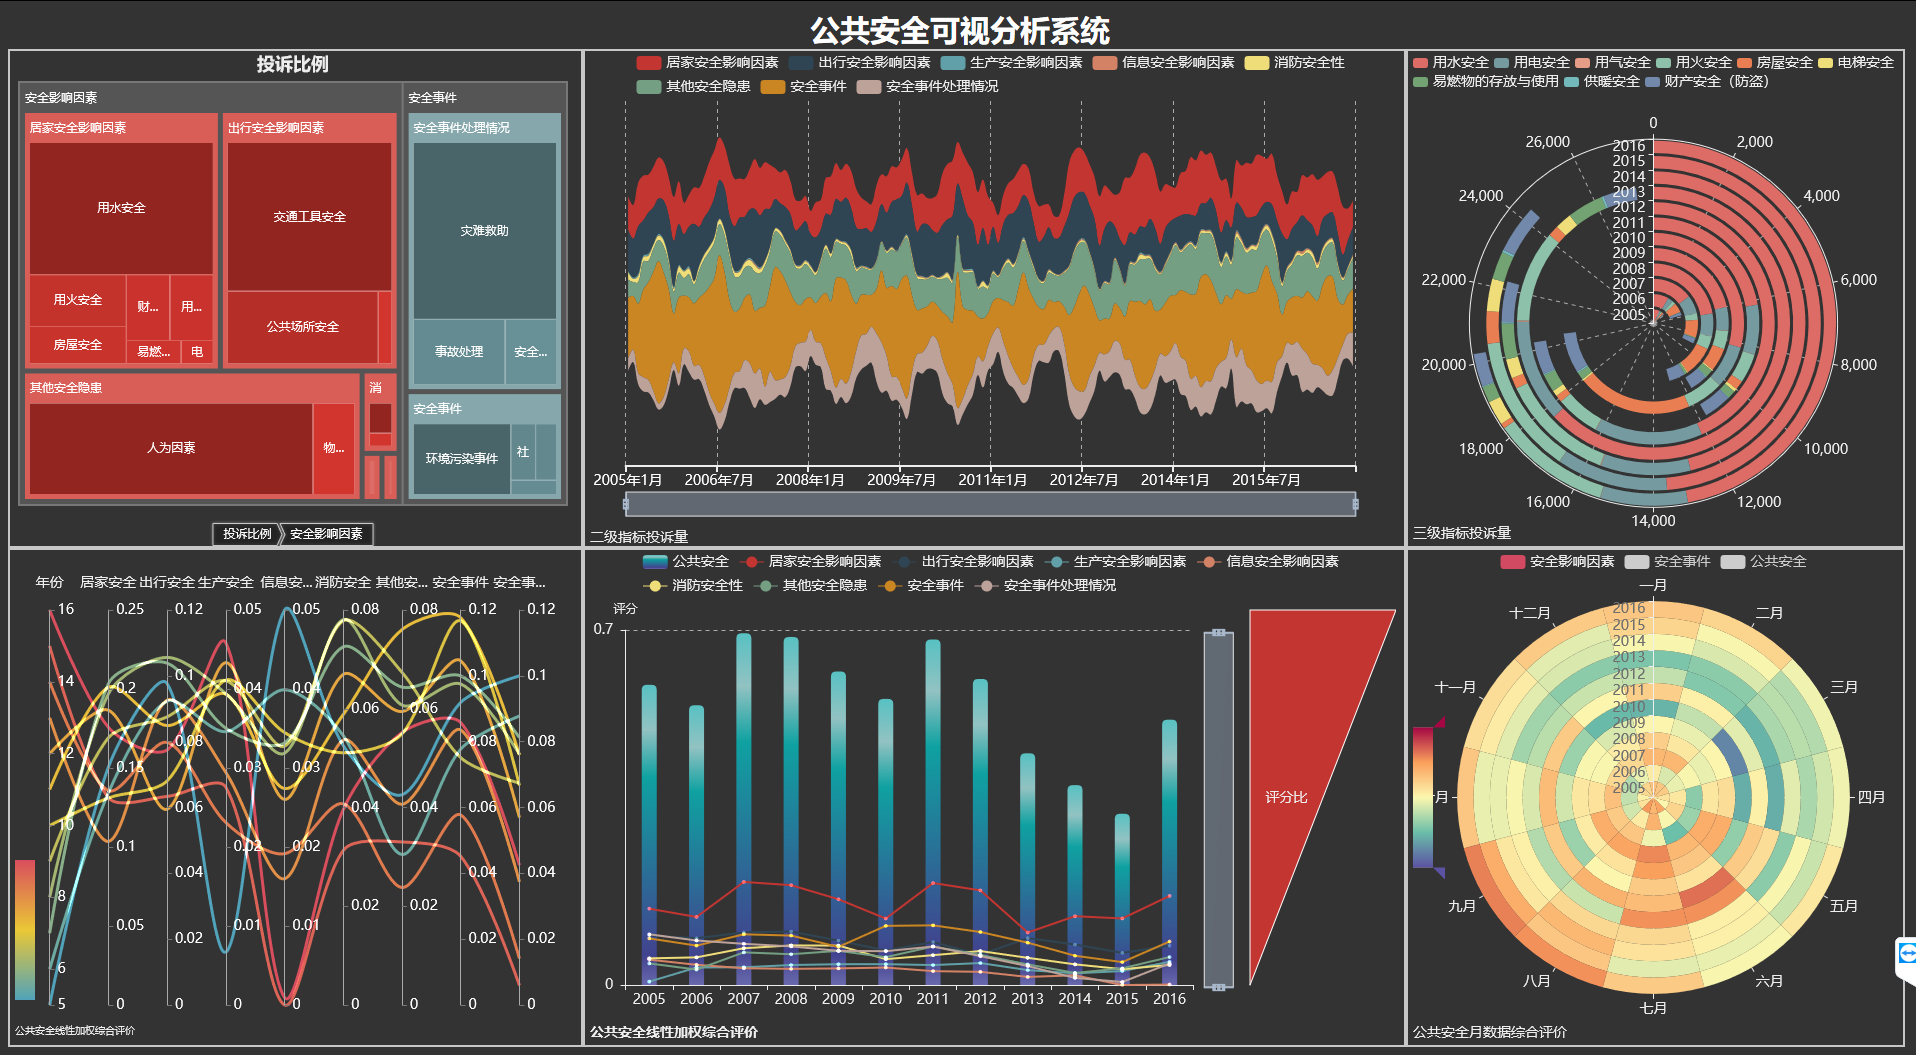 公共安全可视分析系统
投诉比例
安全影响因素
安全事件
居家安全影响因素
出行安全影响因素
安全事件处理情况
用水安全
交通工具安全
灾难救助
用火安全
财...
用...
公共场所安全
房屋安全
易燃...
电
事故处理
安全...
其他安全隐患
消
安全事件
人为因素
物...
环境污染事件
社
投诉比例
安全影响因素
居家安全影响因素 出行安全影响因素 生产安全影响因素 信息安全影响因素 消防安全性
其他安全隐患 安全事件 安全事件处理情况
2005年1月 2006年7月 2008年1月 2009年7月 2011年1月 2012年7月 2014年1月 2015年7月
二级指标投诉量
用水安全 用电安全 用气安全 用火安全 房屋安全 电梯安全
易燃物的存放与使用 供暖安全 财产安全（防盗）
0
2,000
4,000
6,000
8,000
10,000
12,000
14,000
16,000
18,000
20,000
22,000
24,000
26,000
2016
2015
2014
2013
2012
2011
2010
2009
2008
2007
2006
2005
三级指标投诉量
年份 居家安全 出行安全 生产安全 信息安... 消防安全 其他安... 安全事件 安全事...
16 0.25 0.12 0.05 0.05 0.08 0.08 0.12 0.12
14 0.2 0.1 0.04 0.04 0.06 0.06 0.1 0.1
12 0.15 0.08 0.03 0.03 0.08 0.08
10 0.1 0.06 0.02 0.02 0.04 0.04 0.06 0.06
8 0.05 0.04 0.01 0.01 0.02 0.02 0.04 0.04
6 0.02 0.02 0.02
5 0 0 0 0 0 0 0 0
公共安全线性加权综合评价
公共安全 居家安全影响因素 出行安全影响因素 生产安全影响因素 信息安全影响因素
消防安全性 其他安全隐患 安全事件 安全事件处理情况
评分
0.7
0
2005 2006 2007 2008 2009 2010 2011 2012 2013 2014 2015 2016
评分比
公共安全线性加权综合评价
安全影响因素 安全事件 公共安全
一月
二月
三月
四月
五月
六月
七月
八月
九月
月
十一月
十二月
2016
2015
2014
2013
2012
2011
2010
2009
2008
2007
2006
2005
公共安全月数据综合评价